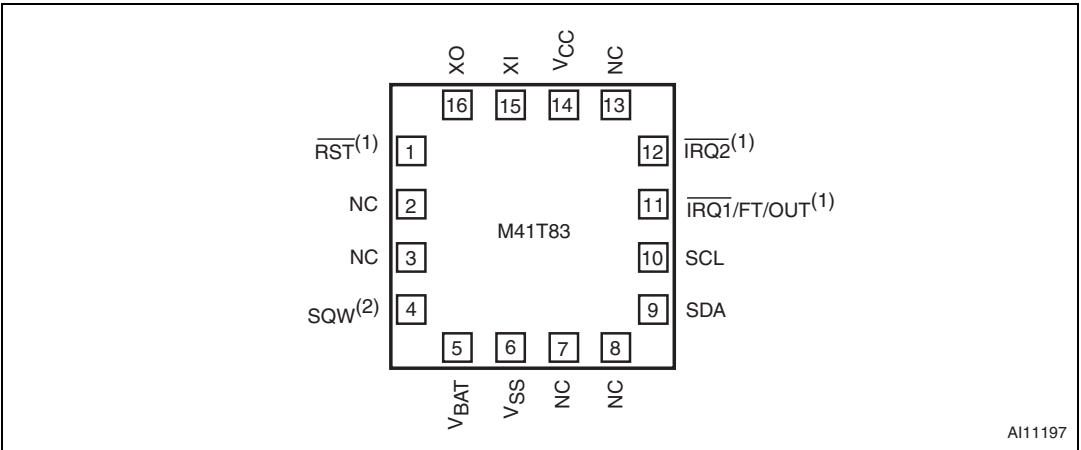 XO
XI
VCC
NC
16
15
14
13
RST(1)
1
12
IRQ2(1)
NC
2
11
IRQ1/FT/OUT(1)
M41T83
NC
3
10
SCL
SQW(2)
4
9
SDA
5
6
7
8
VBAT
VSS
NC
NC
AI11197